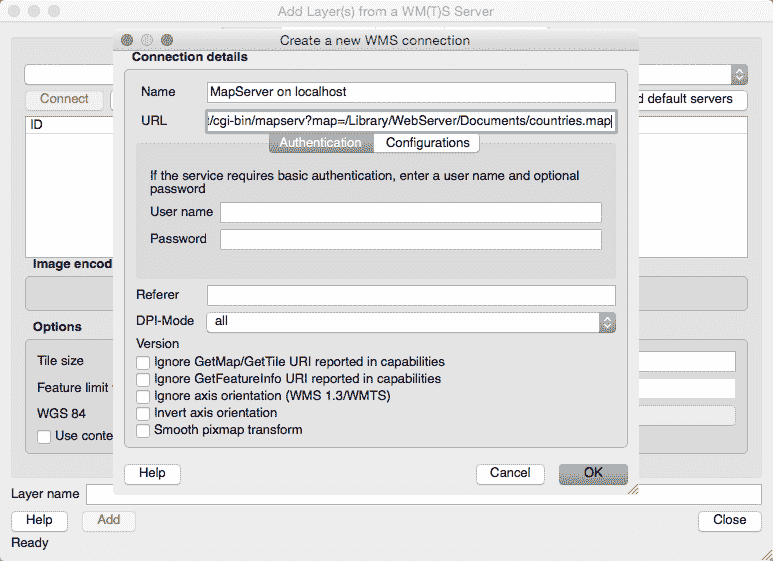 Add Layer(s) from a WM(T)S Server
Create a new WMS connection
Connection details
Connect
d default servers
ID
Name
MapServer on localhost
URL
/cgi-bin/mapserv?map=/Library/WebServer/Documents/countries.map
Authentication
Configurations
If the service requires basic authentication, enter a user name and optional
password
User name
Password
Image encod
Referer
DPI-Mode
all
Options
Version
Tile size
Ignore GetMap/GetTile URI reported in capabilities
Feature limit
Ignore GetFeatureInfo URI reported in capabilities
Ignore axis orientation (WMS 1.3/WMTS)
WGS 84
Invert axis orientation
Use conte
Smooth pixmap transform
Help
Cancel
OK
Layer name
Help
Add
Close
Ready